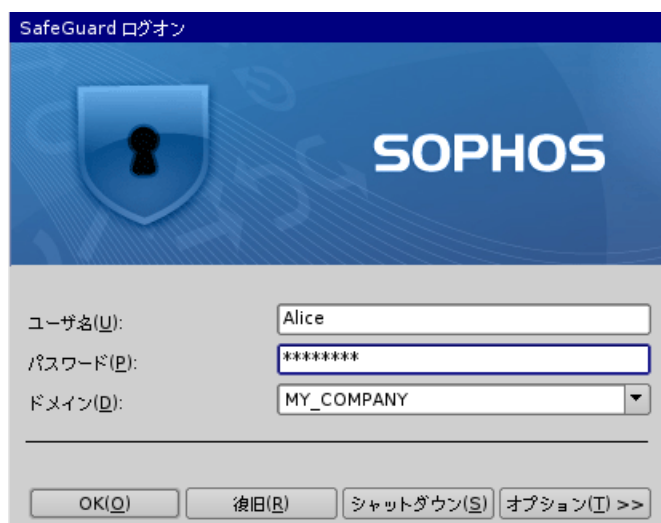 SafeGuard ログオン
SOPHOS
ユーザ名(U):
Alice
パスワード(P):
********
ドメイン(D):
MY_COMPANY
OK(O)
復旧(R)
シャットダウン(S)
オプション(T) >>